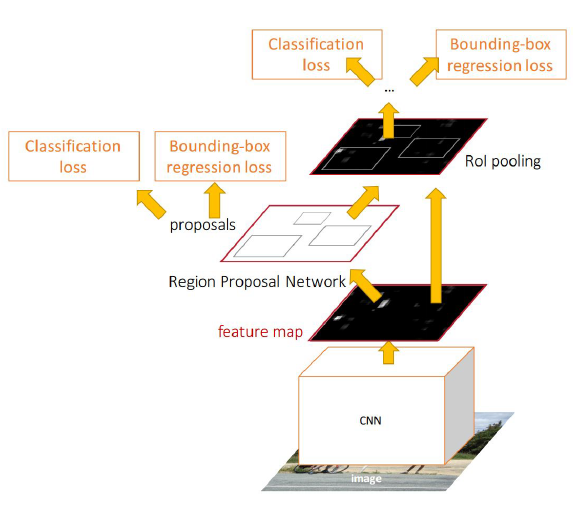 Classification
loss
Bounding-box
regression loss
...
RoI pooling
Classification
loss
Bounding-box
regression loss
proposals
Region Proposal Network
feature map
CNN
image